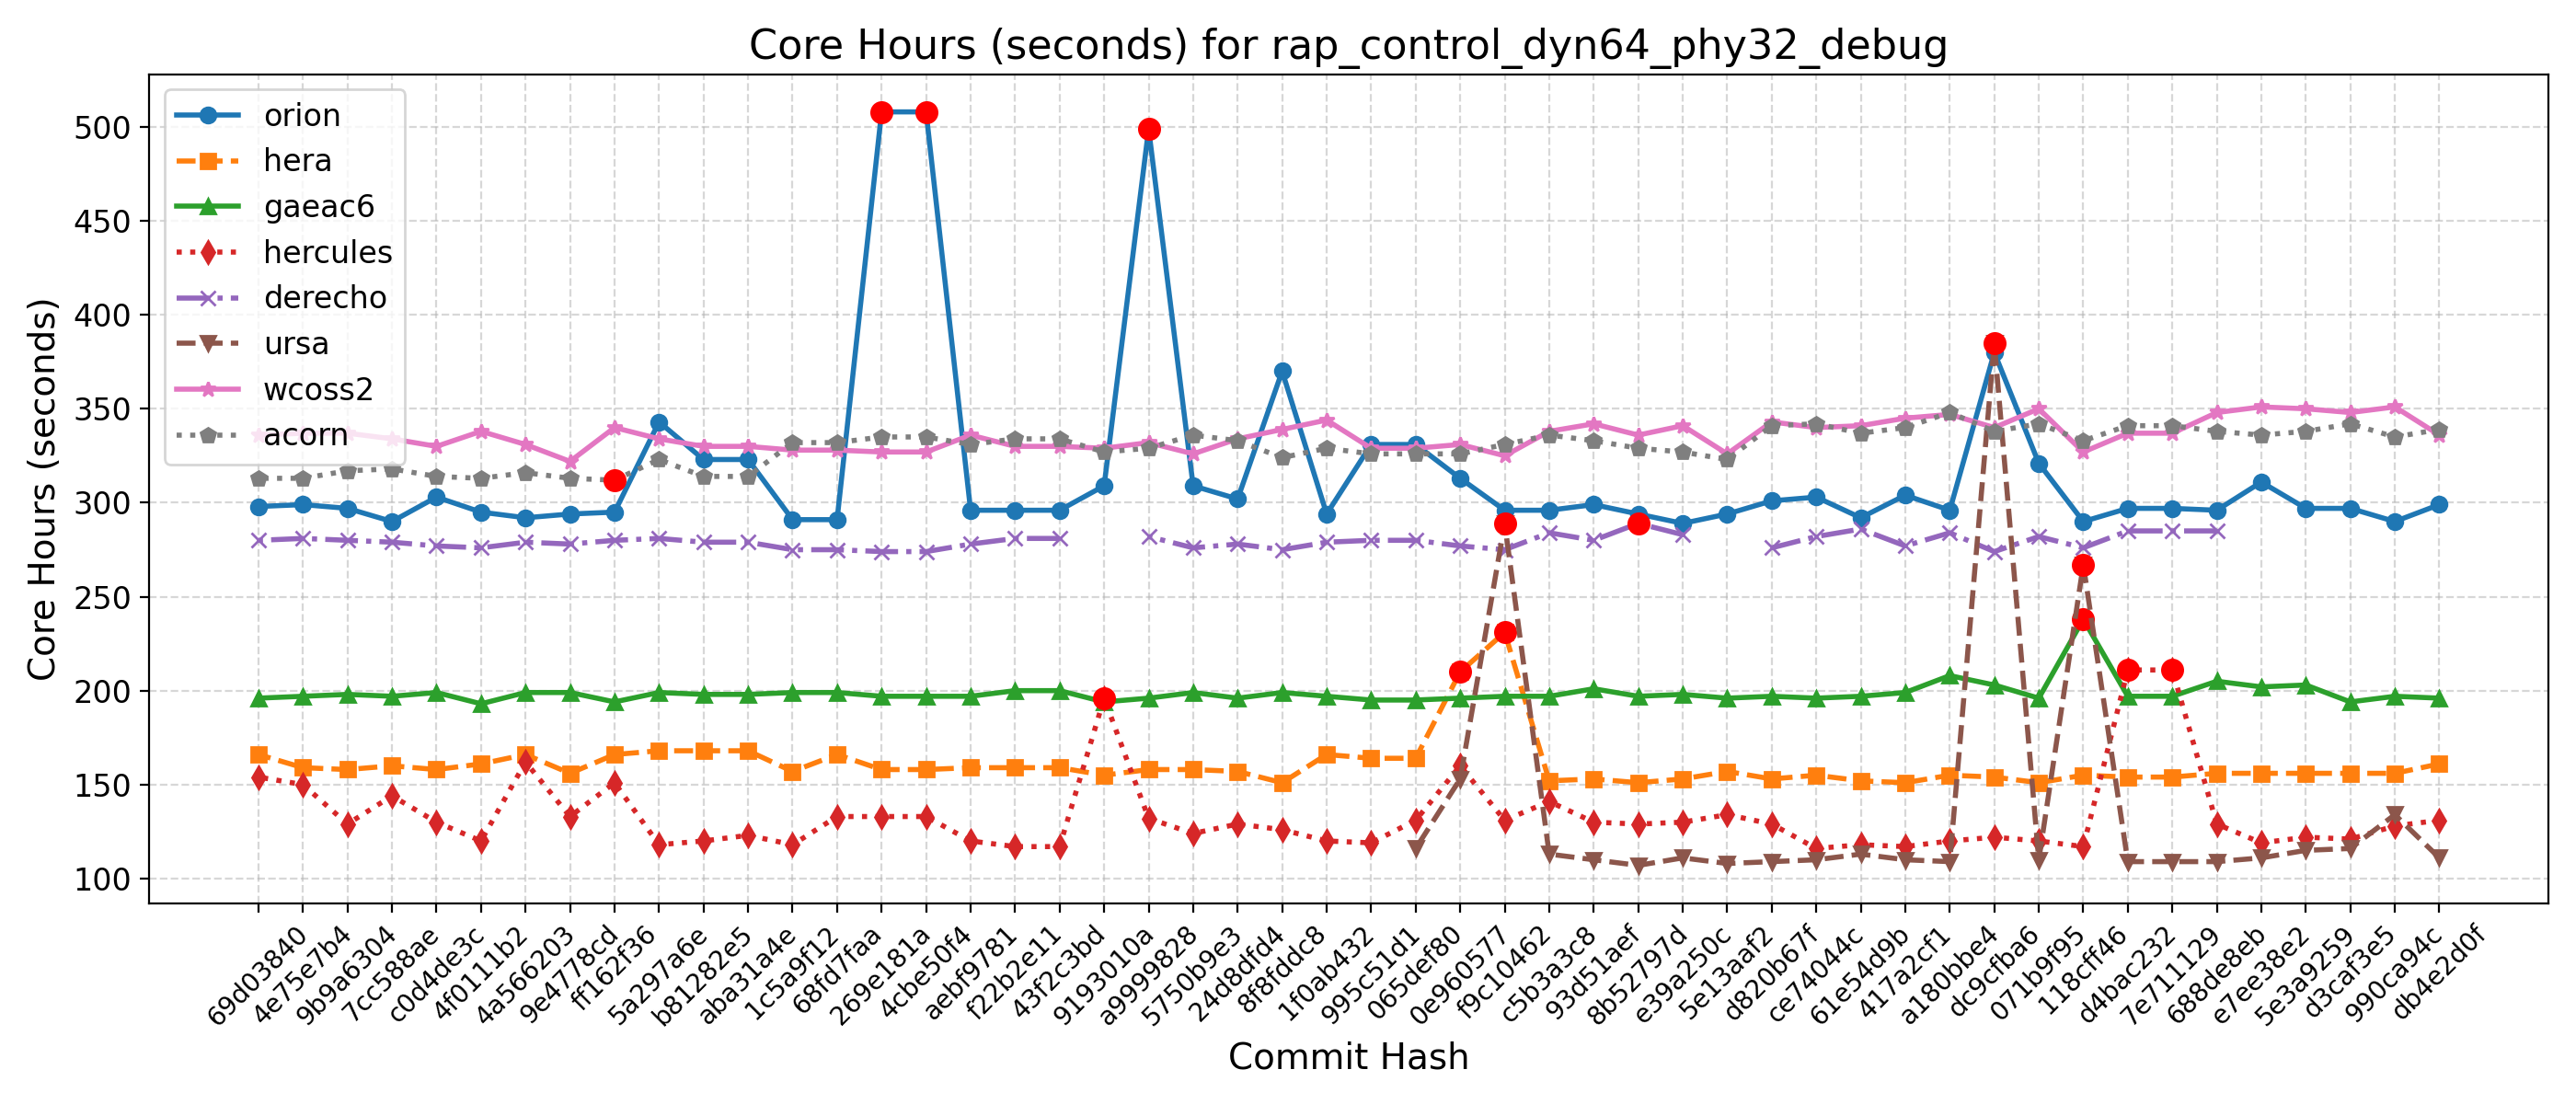 Core Hours (seconds) for rap_control_dyn64_phy32_debug
Core Hours (seconds)
500
450
400
350
300
250
200
150
100
orion
hera
gaeac6
hercules
derecho
ursa
wcoss2
acorn
69d03840
4e75e7b4
9b9a6304
7cc588ae
c0d4de3c
4f0111b2
4a566203
9e4778cd
ff162f36
5a297a6e
b81282e5
aba31a4e
1c5a9f12
68fd7faa
269e181a
4cbe50f4
aebf9781
f22b2e11
43f2c3bd
9193010a
a9999828
5750b9e3
24d8dfd4
8f8fddc8
1f0ab432
995c51d1
065def80
0e960577
f9c10462
c5b3a3c8
93d51aef
8b52797d
e39a250c
5e13aaf2
d820b67f
ce74044c
61e54d9b
417a2cf1
a180bbe4
dc9cfba6
071b9f95
118cff46
d4bac232
7e711129
688de8eb
e7ee38e2
5e3a9259
d3caf3e5
990ca94c
db4e2d0f
Commit Hash